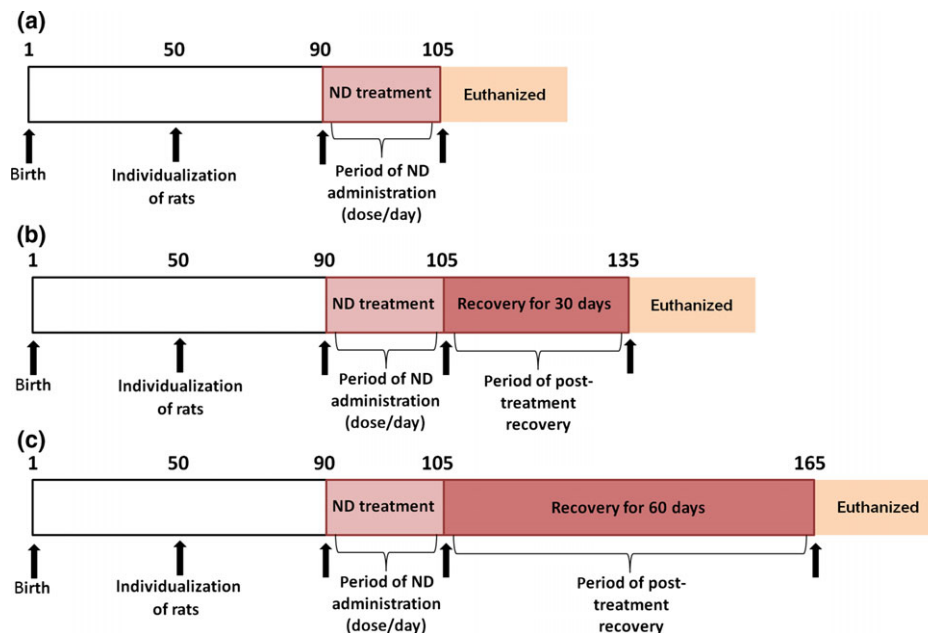 (a)
1 50 90 105
ND treatment Euthanized
Birth
Individualization
of rats
Period of ND
administration
(dose/day)
(b)
1 50 90 105 135
ND treatment Recovery for 30 days Euthanized
Birth
Individualization
of rats
Period of ND
administration
(dose/day)
Period of post-
treatment
recovery
(c)
1 50 90 105 165
ND treatment Recovery for 60 days Euthanized
Birth
Individualization
of rats
Period of ND
administration
(dose/day)
Period of post-
treatment
recovery